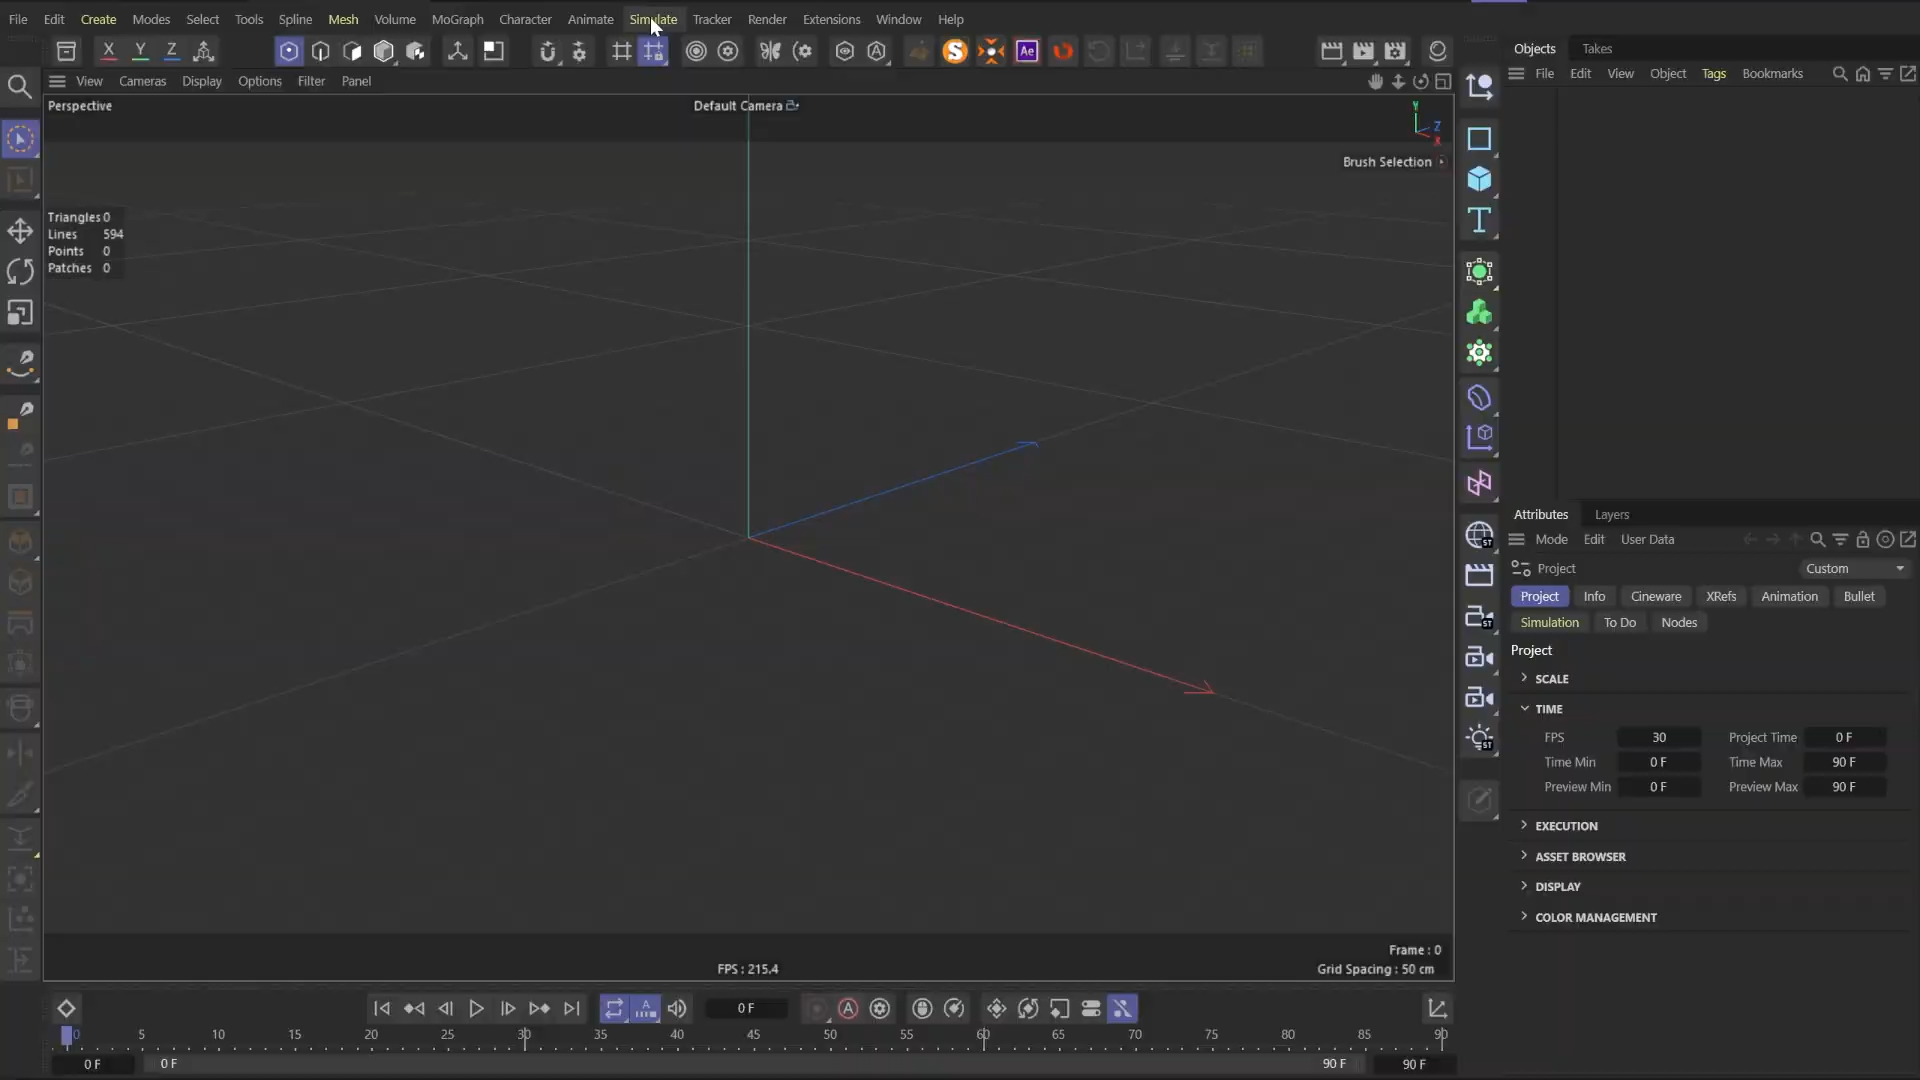 File Edit Create Modes Select Tools Spline Mesh Volume MoGraph Character Animate Simulate Tracker Render Extensions Window Help
X Y Z
Ae
Objects Takes
File Edit View Object Tags Bookmarks
View Cameras Display Options Filter Panel
Perspective
Default Camera
Y
Z
X
Brush Selection
Triangles 0
Lines 594
Points 0
Patches 0
Attributes Layers
Mode Edit User Data
Project Custom
Project Info Cineware XRefs Animation Bullet
Simulation To Do Nodes
Project
SCALE
TIME
FPS 30 Project Time 0 F
Time Min 0 F Time Max 90 F
Preview Min 0 F Preview Max 90 F
EXECUTION
ASSET BROWSER
DISPLAY
COLOR MANAGEMENT
ST
ST
ST
Frame : 0
FPS : 215.4
Grid Spacing : 50 cm
0 F
0 5 10 15 20 25 30 35 40 45 50 55 60 65 70 75 80 85 90
0 F 0 F 90 F 90 F